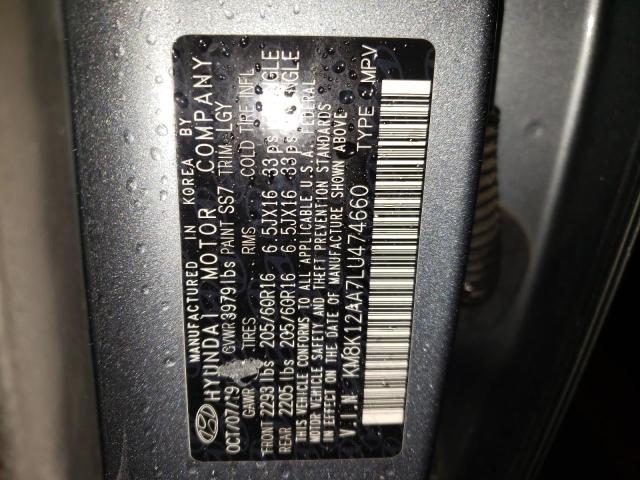 MANUFACTURED IN KOREA BY
HYUNDAI MOTOR COMPANY
OCT/07/19 GVWR 3979 lbs PAINT SS7 TRIM LGY
GAWR TIRES RIMS COLD TIRE INFL
FRONT 2293 lbs 205/60R16 6.5JX16 33 psi SINGLE
REAR 2205 lbs 205/60R16 6.5JX16 33 psi SINGLE
THIS VEHICLE CONFORMS TO ALL APPLICABLE U.S.A. FEDERAL
MOTOR VEHICLE SAFETY AND THEFT PREVENTION STANDARDS
IN EFFECT ON THE DATE OF MANUFACTURE SHOWN ABOVE
V.I.N: KM8K12AA7LU474660 TYPE : MPV